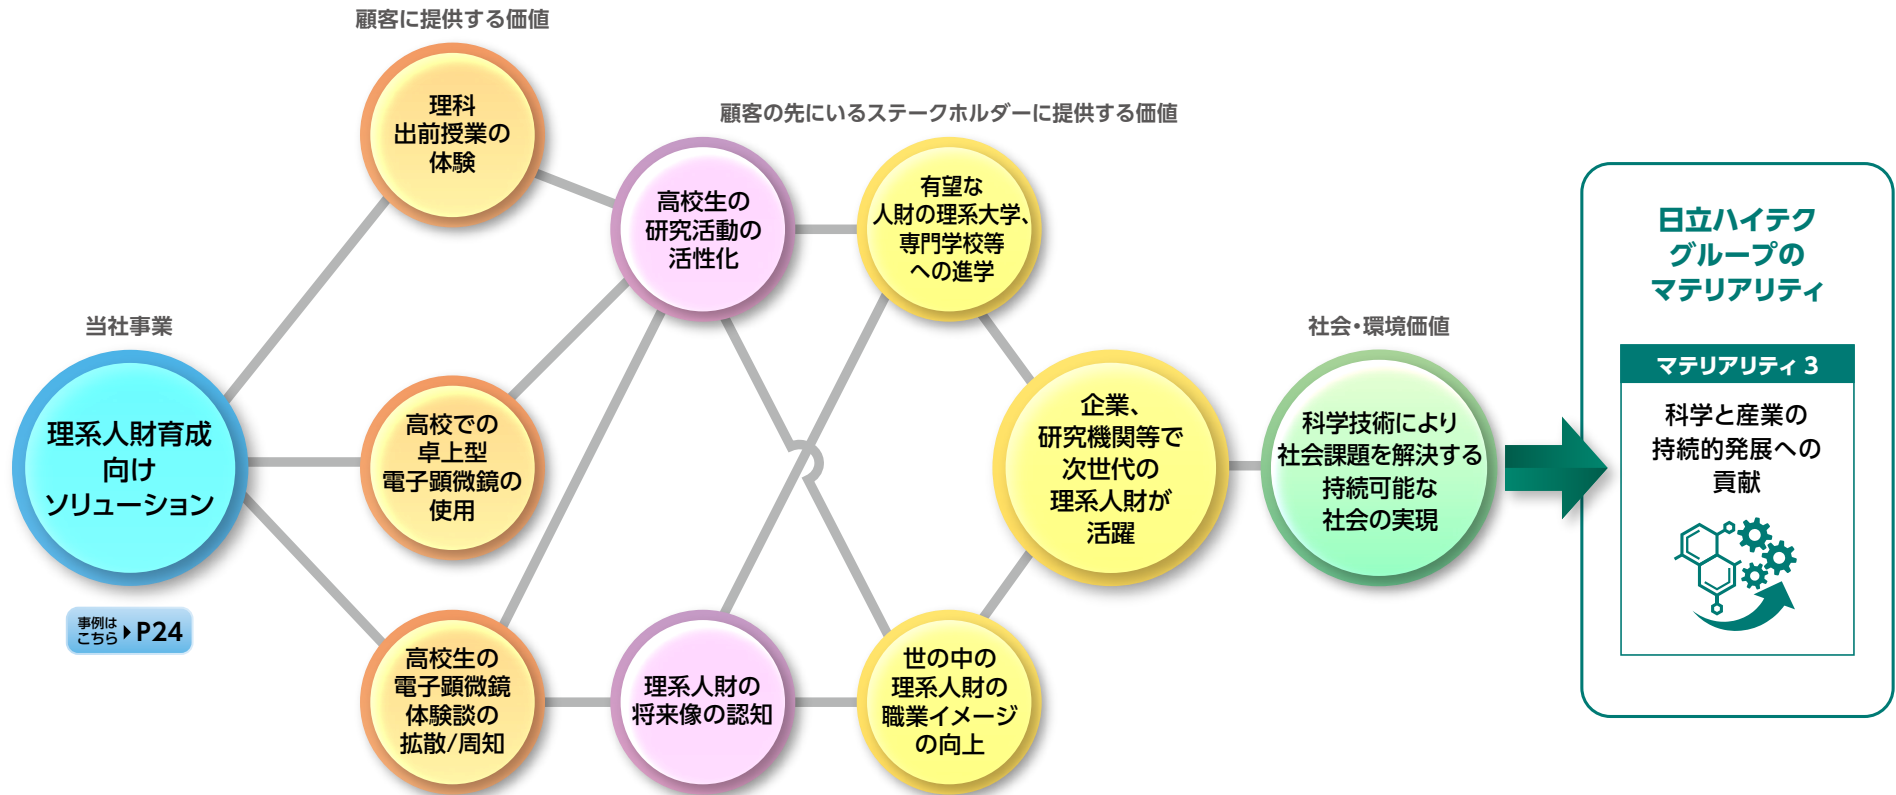 顧客に提供する価値
理科
出前授業の
体験
顧客の先にいるステークホルダーに提供する価値
高校生の
研究活動の
活性化
有望な
人財の理系大学、
専門学校等
への進学
当社事業
理系人財育成
向け
ソリューション
事例は
こちら
P24
高校での
卓上型
電子顕微鏡の
使用
高校生の
電子顕微鏡
体験談の
拡散/周知
理系人財の
将来像の認知
世の中の
理系人財の
職業イメージ
の向上
企業、
研究機関等で
次世代の
理系人財が
活躍
社会・環境価値
科学技術により
社会課題を解決する
持続可能な
社会の実現
日立ハイテク
グループの
マテリアリティ
マテリアリティ 3
科学と産業の
持続的発展への
貢献